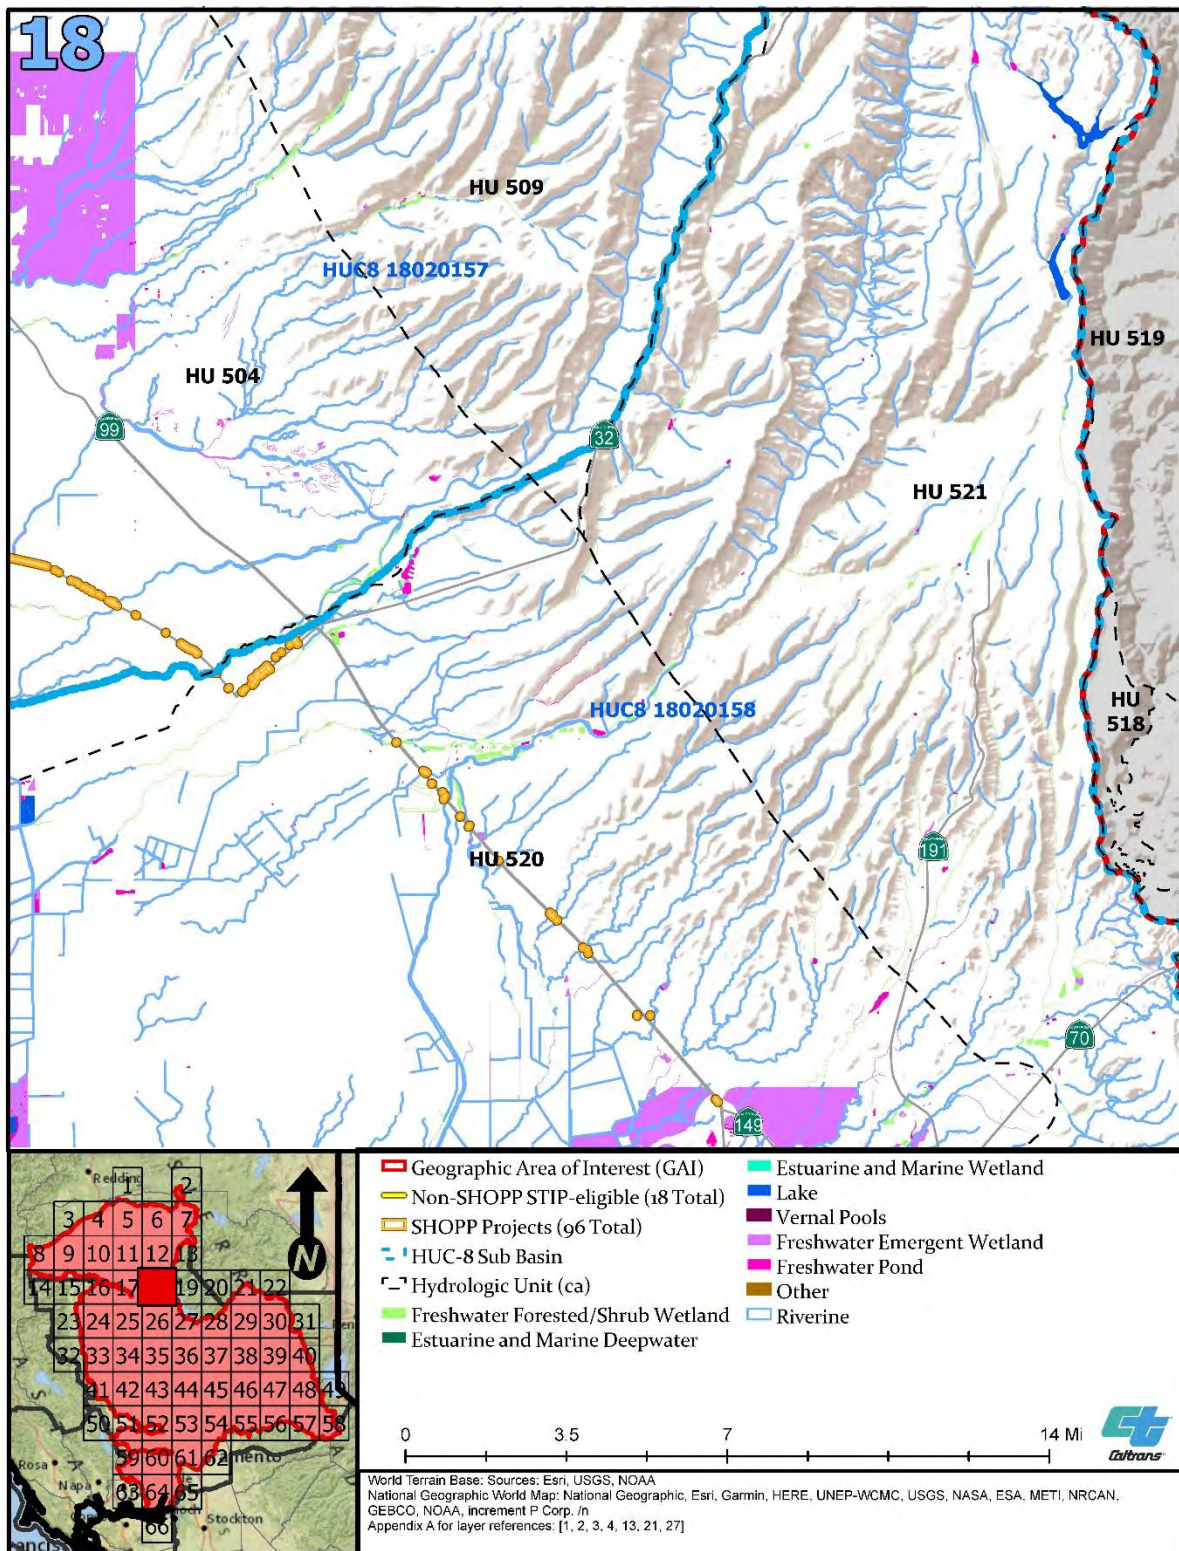 18
HU 509
HUC8 18020157
HU 519
HU 504
99
32
HU 521
HUC8 18020158
HU
518
191
HU 520
70
149
Redding
1 2
3 4 5 6 7
8 9 10 11 12 13
14 15 16 17 19 20 21 22
23 24 25 26 27 28 29 30 31
32 33 34 35 36 37 38 39 40
41 42 43 44 45 46 47 48 49
50 51 52 53 54 55 56 57 58
59 60 61 62 mento
Rosa
Napa 63 64 65
Stockton
66
ancis
N
Geographic Area of Interest (GAI)
Non-SHOPP STIP-eligible (18 Total)
SHOPP Projects (96 Total)
HUC-8 Sub Basin
Hydrologic Unit (ca)
Freshwater Forested/Shrub Wetland
Estuarine and Marine Deepwater
Estuarine and Marine Wetland
Lake
Vernal Pools
Freshwater Emergent Wetland
Freshwater Pond
Other
Riverine
0 3.5 7 14 Mi
ct
Caltrans
World Terrain Base: Sources: Esri, USGS, NOAA
National Geographic World Map: National Geographic, Esri, Garmin, HERE, UNEP-WCMC, USGS, NASA, ESA, METI, NRCAN,
GEBCO, NOAA, increment P Corp. /n
Appendix A for layer references: [1, 2, 3, 4, 13, 21, 27]